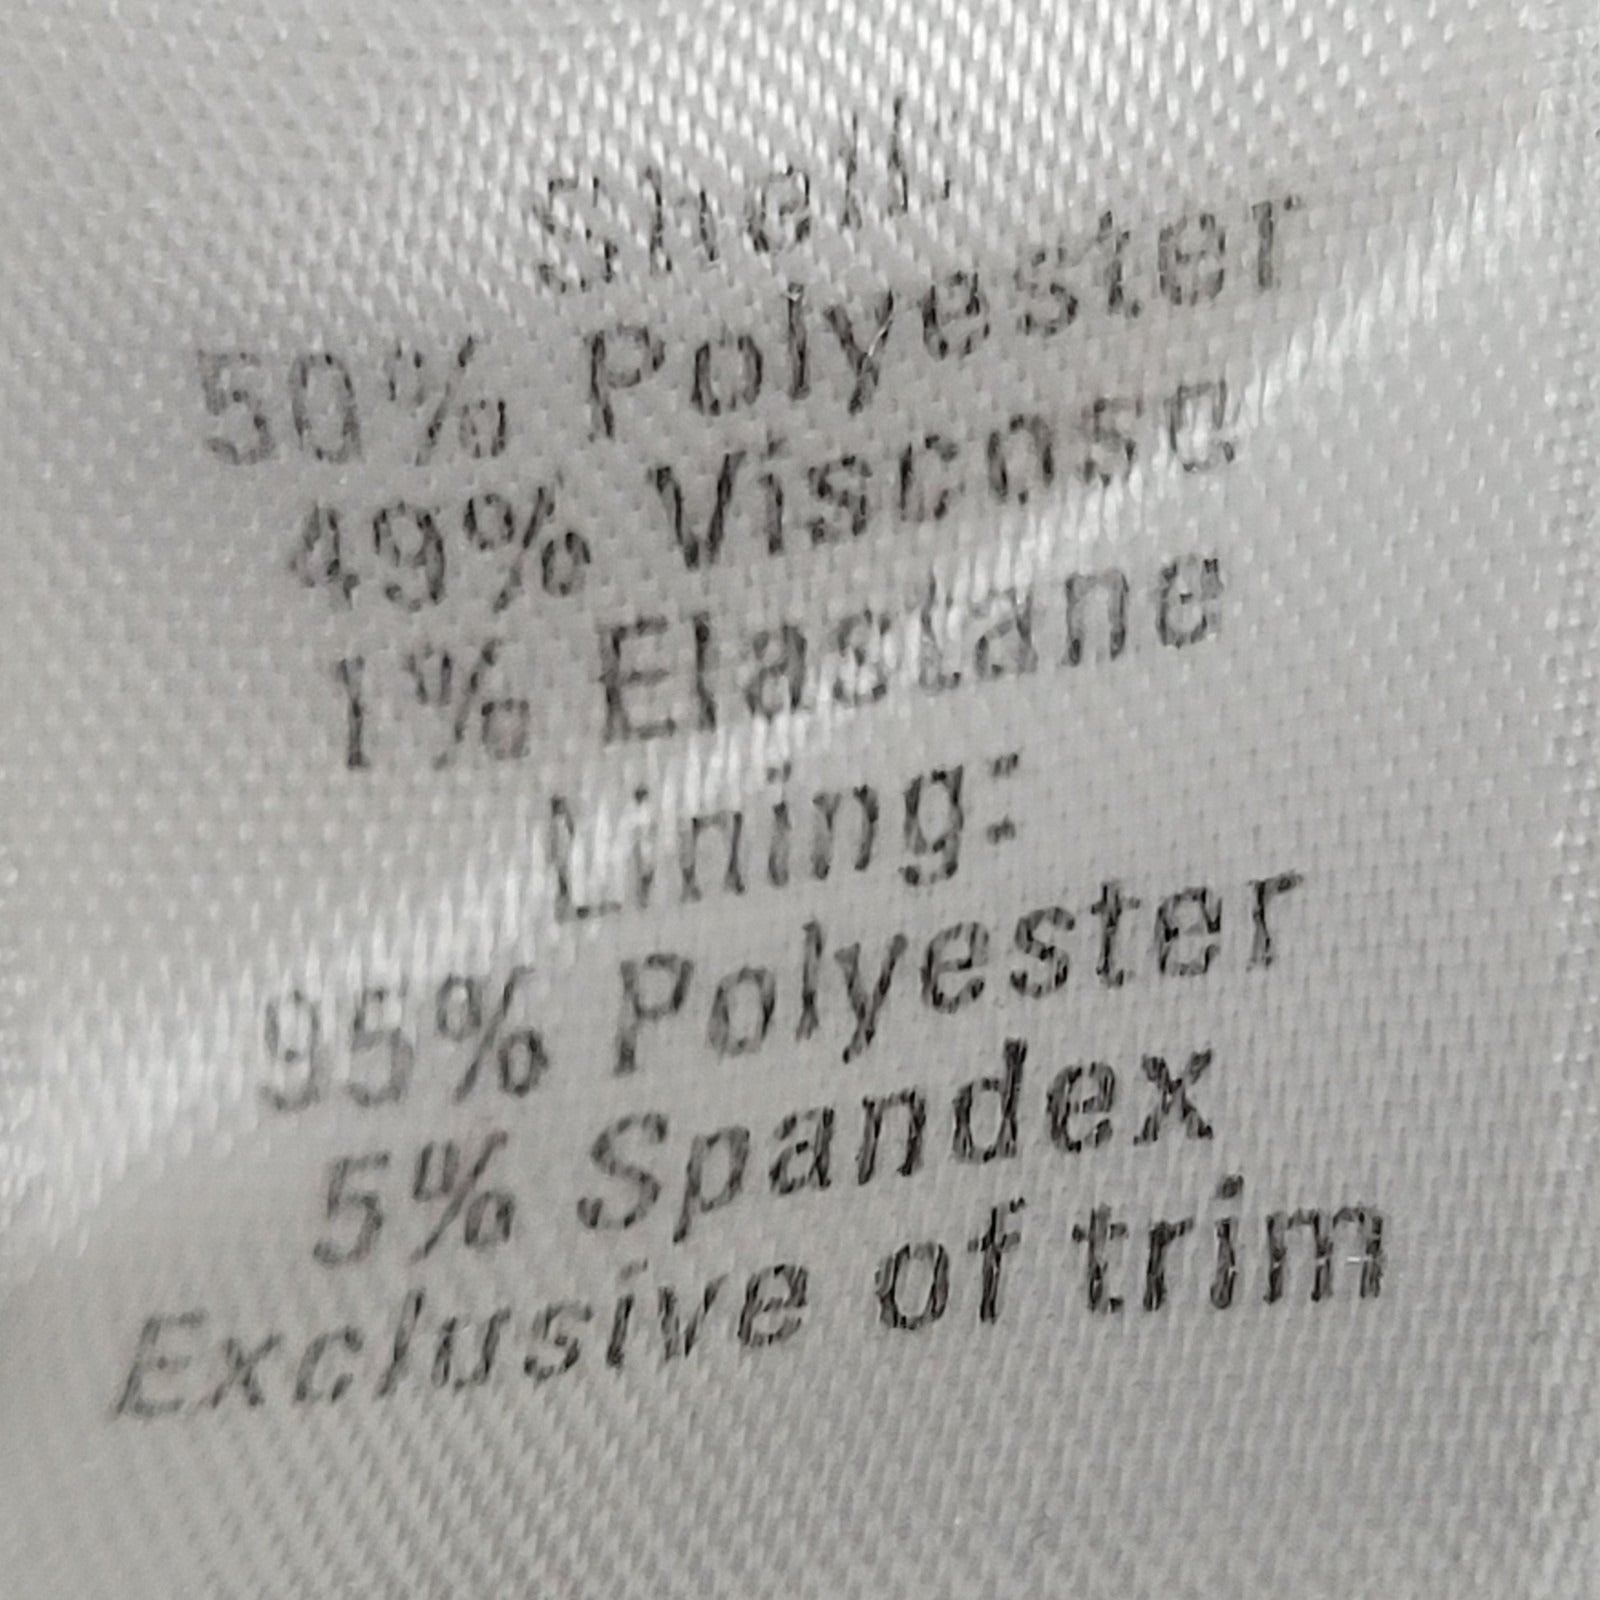 Shell:
50% Polyester
49% Viscose
1% Elastane
Lining:
95% Polyester
5% Spandex
Exclusive of trim